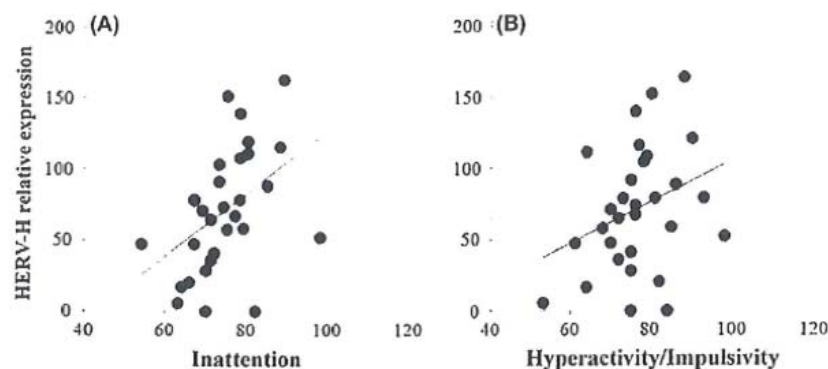 (A)
HERV-H relative expression
200
150
100
50
0
40 60 80 100 120
Inattention
(B)
200
150
100
50
0
40 60 80 100 120
Hyperactivity/Impulsivity